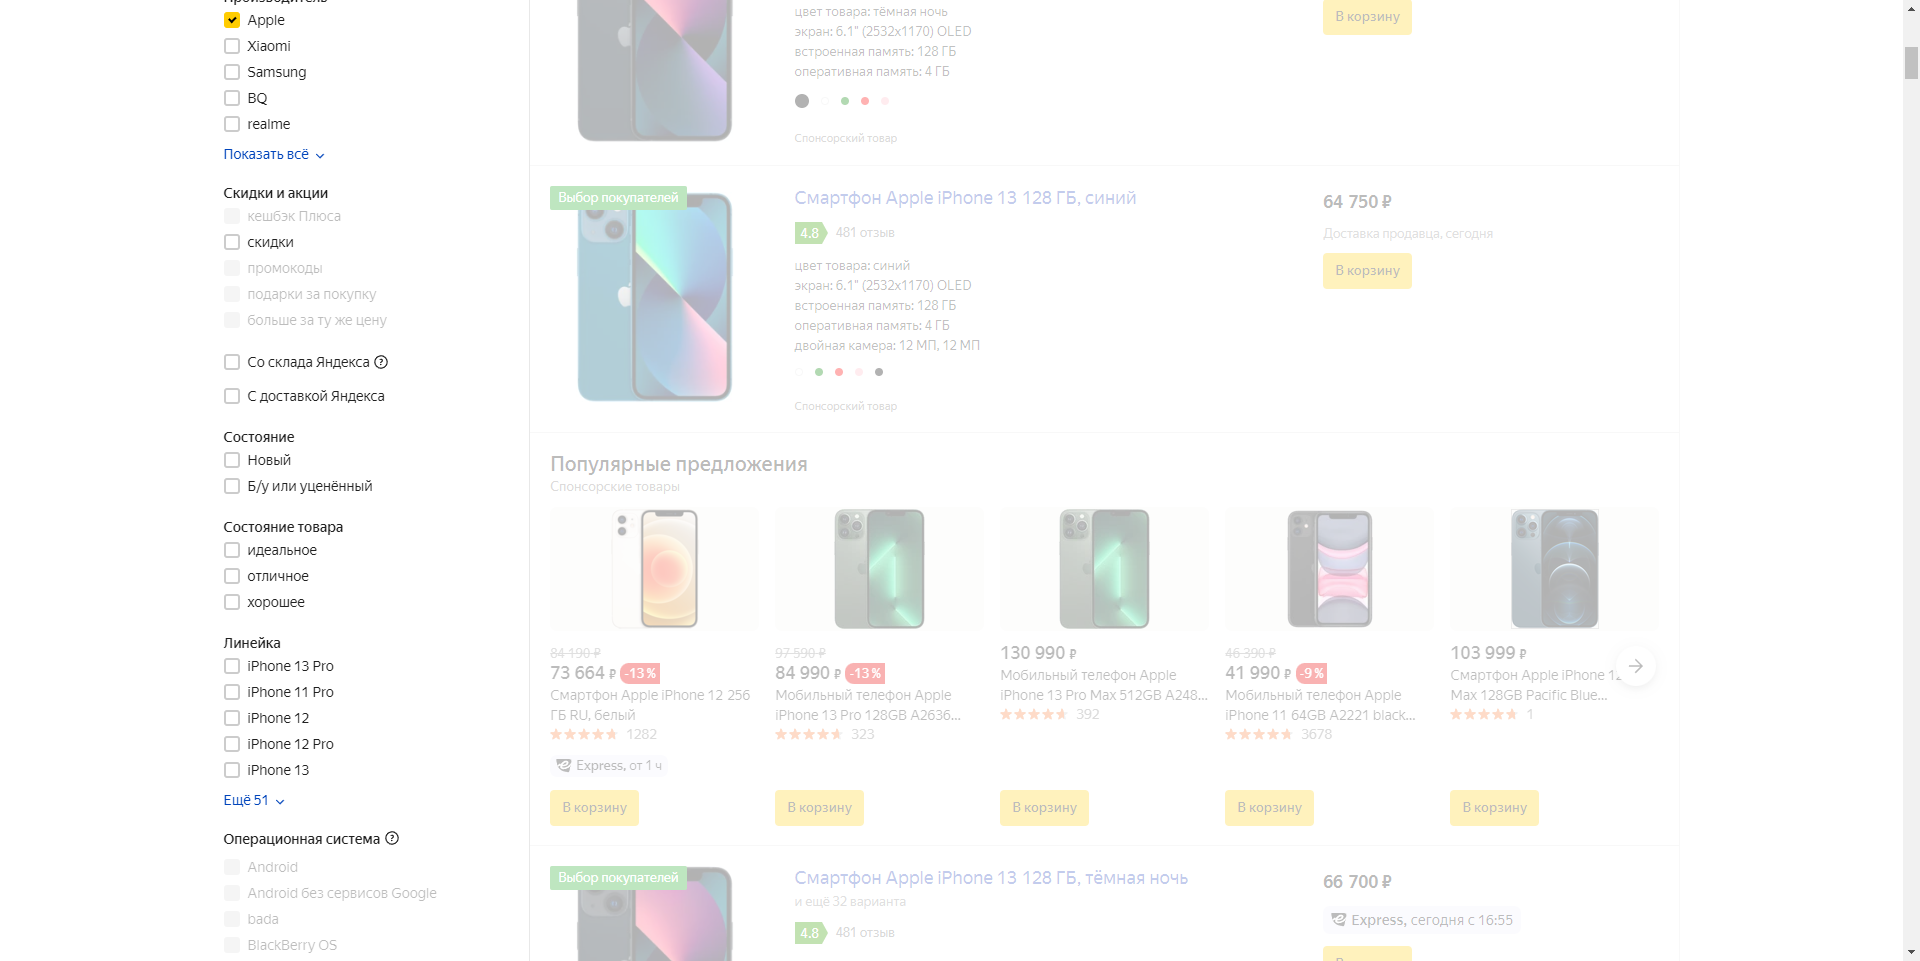 Apple
Xiaomi
Samsung
BQ
realme
Показать всё
Скидки и акции
кешбэк Плюса
скидки
промокоды
подарки за покупку
больше за ту же цену
Со склада Яндекса
С доставкой Яндекса
Состояние
Новый
Б/у или уценённый
Состояние товара
идеальное
отличное
хорошее
Линейка
iPhone 13 Pro
iPhone 11 Pro
iPhone 12
iPhone 12 Pro
iPhone 13
Ещё 51
Операционная система
Android
Android без сервисов Google
bada
BlackBerry OS
цвет товара: тёмная ночь
экран: 6.1" (2532x1170) OLED
встроенная память: 128 ГБ
оперативная память: 4 ГБ
Спонсорский товар
В корзину
Выбор покупателей
Смартфон Apple iPhone 13 128 ГБ, синий
4.8 481 отзыв
цвет товара: синий
экран: 6.1" (2532x1170) OLED
встроенная память: 128 ГБ
оперативная память: 4 ГБ
двойная камера: 12 МП, 12 МП
Спонсорский товар
64 750 ₽
Доставка продавца, сегодня
В корзину
Популярные предложения
Спонсорские товары
84 190 ₽
73 664 ₽ -13%
Смартфон Apple iPhone 12 256
ГБ RU, белый
1282
Express, от 1 ч
В корзину
97 590 ₽
84 990 ₽ -13%
Мобильный телефон Apple
iPhone 13 Pro 128GB A2636...
323
В корзину
130 990 ₽
Мобильный телефон Apple
iPhone 13 Pro Max 512GB A248...
392
В корзину
46 390 ₽
41 990 ₽ -9%
Мобильный телефон Apple
iPhone 11 64GB A2221 black...
3678
В корзину
103 999 ₽
Смартфон Apple iPhone 12
Max 128GB Pacific Blue...
1
В корзину
Выбор покупателей
Смартфон Apple iPhone 13 128 ГБ, тёмная ночь
и ещё 32 варианта
4.8 481 отзыв
66 700 ₽
Express, сегодня с 16:55